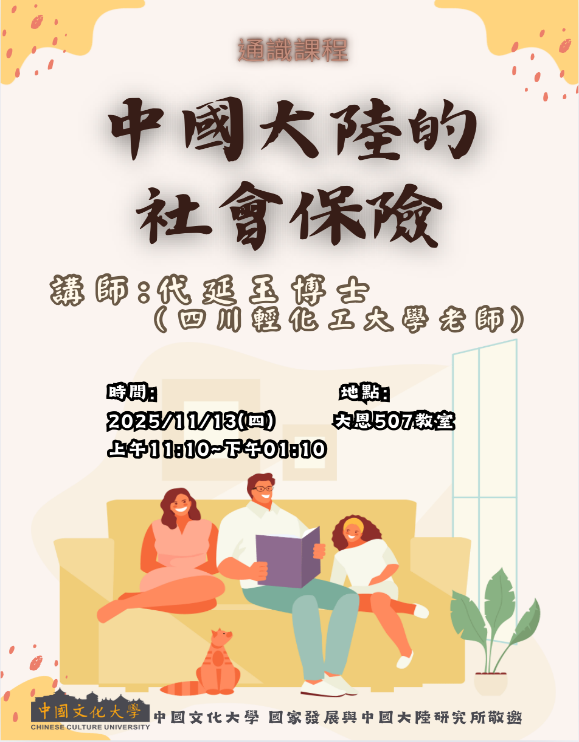 通識課程
中國大陸的
社會保險
講師:代延玉博士
(四川輕化工大學老師)
時間:
2025/11/13(四)
上午11:10~下午01:10
地點:
大恩507教室
中國文化大學
CHINESE CULTURE UNIVERSITY
中國文化大學 國家發展與中國大陸研究所敬邀